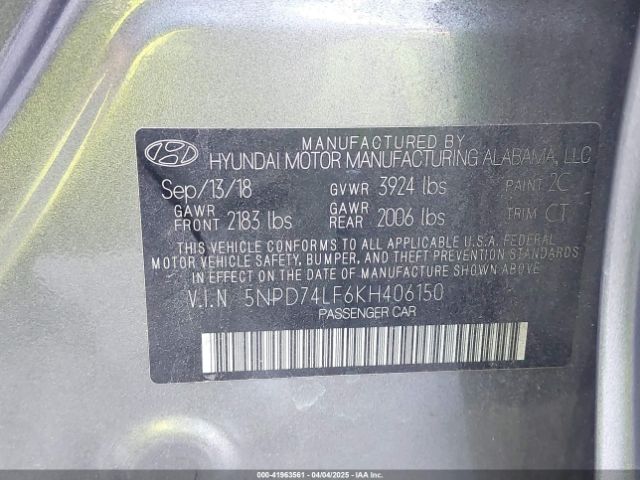 MANUFACTURED BY
HYUNDAI MOTOR MANUFACTURING ALABAMA, LLC
Sep/13/18 GVWR 3924 lbs PAINT 2C
GAWR FRONT 2183 lbs GAWR REAR 2006 lbs TRIM CT
THIS VEHICLE CONFORMS TO ALL APPLICABLE U.S.A. FEDERAL
MOTOR VEHICLE SAFETY, BUMPER, AND THEFT PREVENTION STANDARDS
IN EFFECT ON THE DATE OF MANUFACTURE SHOWN ABOVE.
V.I.N 5NPD74LF6KH406150
PASSENGER CAR
000-41963561 - 04/04/2025 - IAAI.COM